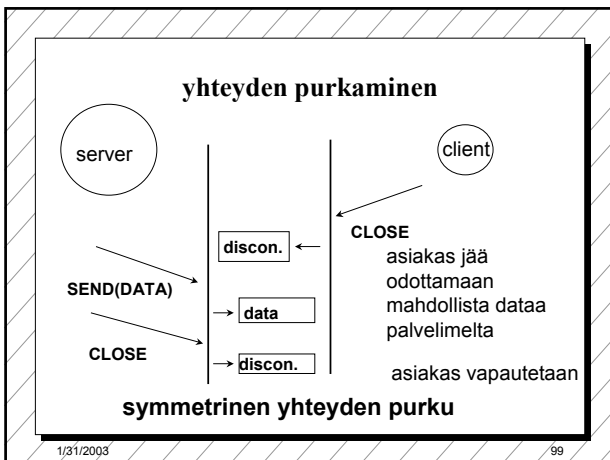 yhteyden purkaminen
server
client
CLOSE
discon.
asiakas jää
odottamaan
mahdollista dataa
palvelimelta
SEND(DATA)
data
CLOSE
discon.
asiakas vapautetaan
symmetrinen yhteyden purku
1/31/2003
99